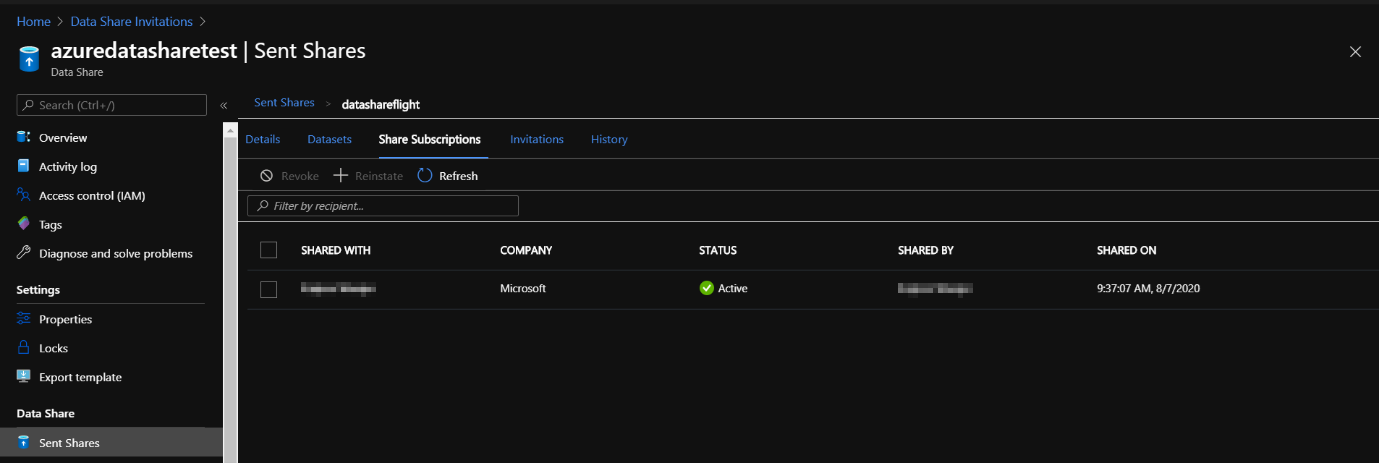 Home > Data Share Invitations >
azuredatasharetest | Sent Shares
Data Share
Search (Ctrl+/)
«
Overview
Activity log
Access control (IAM)
Tags
Diagnose and solve problems
Settings
Properties
Locks
Export template
Data Share
Sent Shares
Sent Shares > datashareflight
Details Datasets Share Subscriptions Invitations History
Revoke Reinstate Refresh
Filter by recipient...
SHARED WITH COMPANY STATUS SHARED BY SHARED ON
Microsoft Active 9:37:07 AM, 8/7/2020